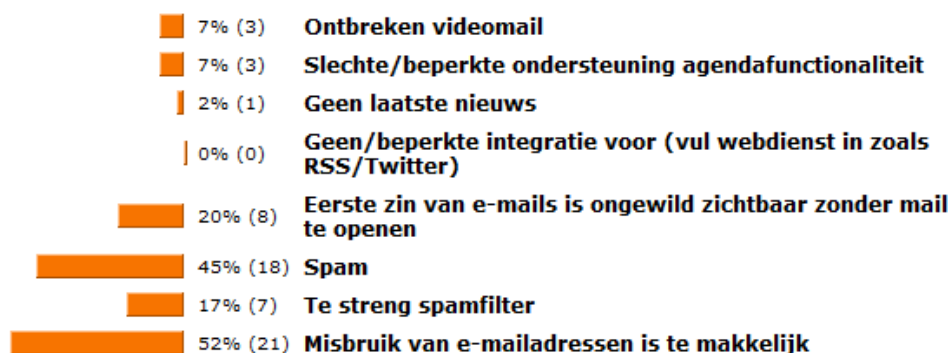 7% (3) Ontbreken videomail
7% (3) Slechte/beperkte ondersteuning agendafunctionaliteit
2% (1) Geen laatste nieuws
0% (0) Geen/beperkte integratie voor (vul webdienst in zoals
RSS/Twitter)
20% (8) Eerste zin van e-mails is ongewild zichtbaar zonder mail
te openen
45% (18) Spam
17% (7) Te streng spamfilter
52% (21) Misbruik van e-mailadressen is te makkelijk